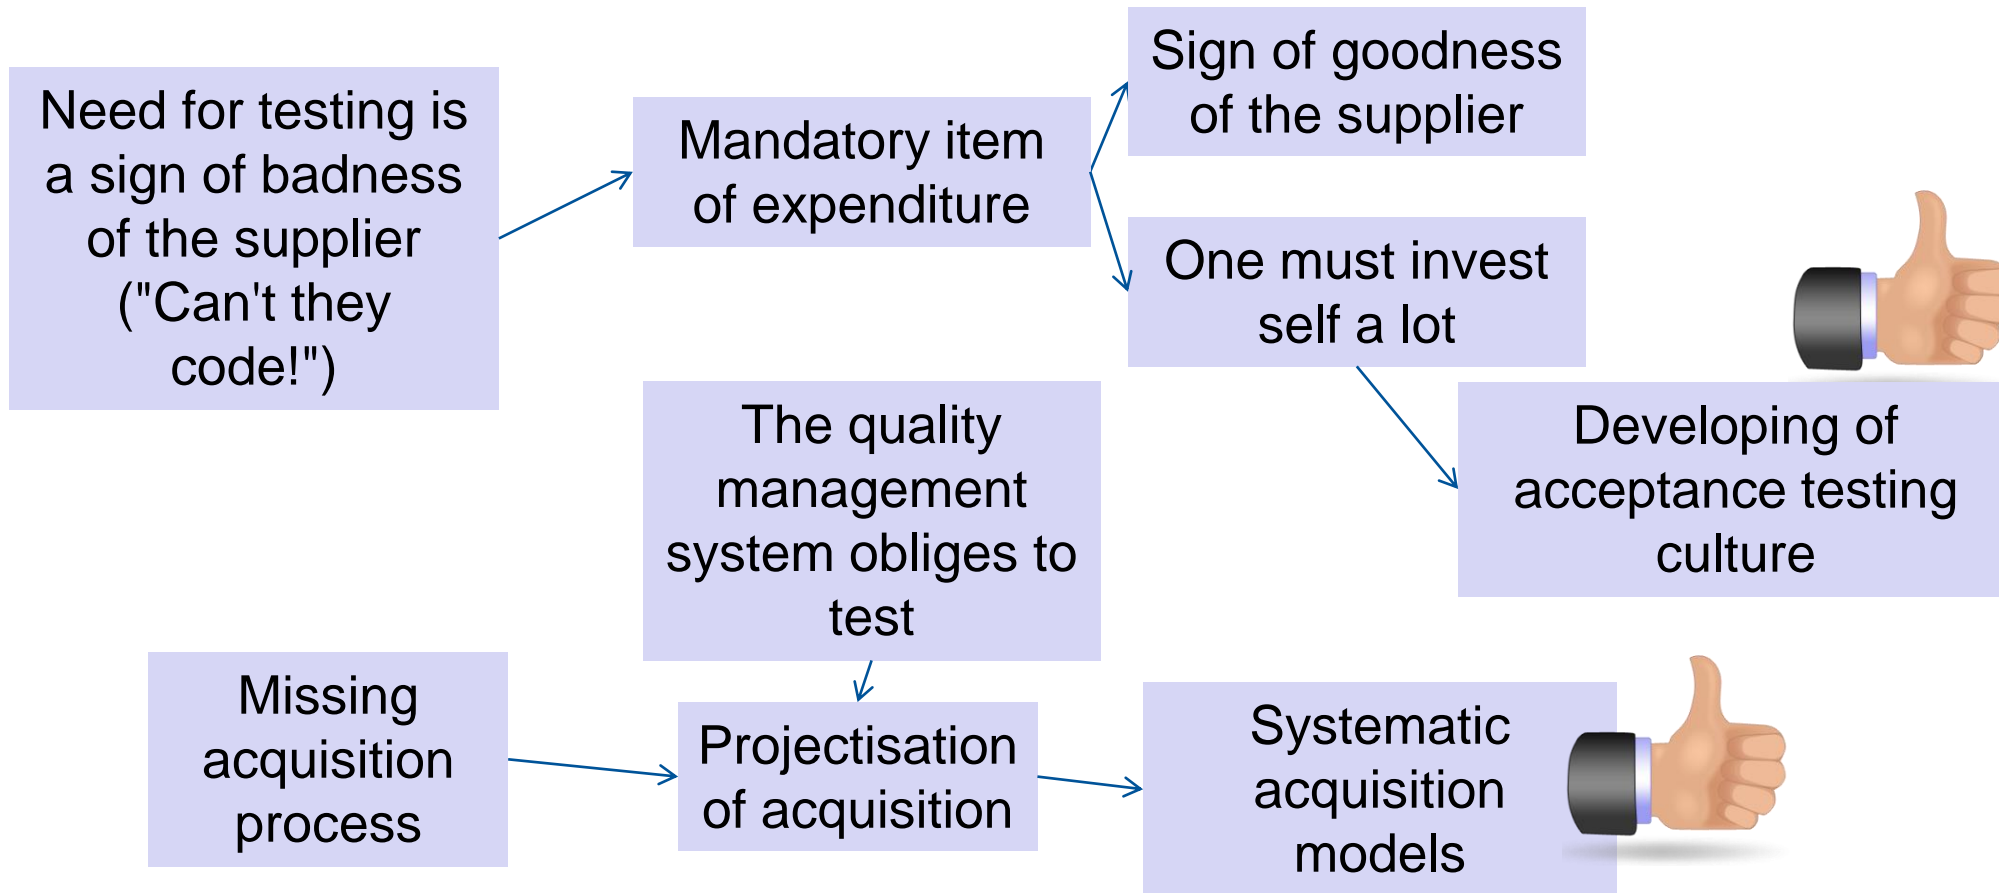 Need for testing is
a sign of badness
of the supplier
("Can't they
code!")
Mandatory item
of expenditure
Sign of goodness
of the supplier
One must invest
self a lot
Developing of
acceptance testing
culture
The quality
management
system obliges to
test
Missing
acquisition
process
Projectisation
of acquisition
Systematic
acquisition
models